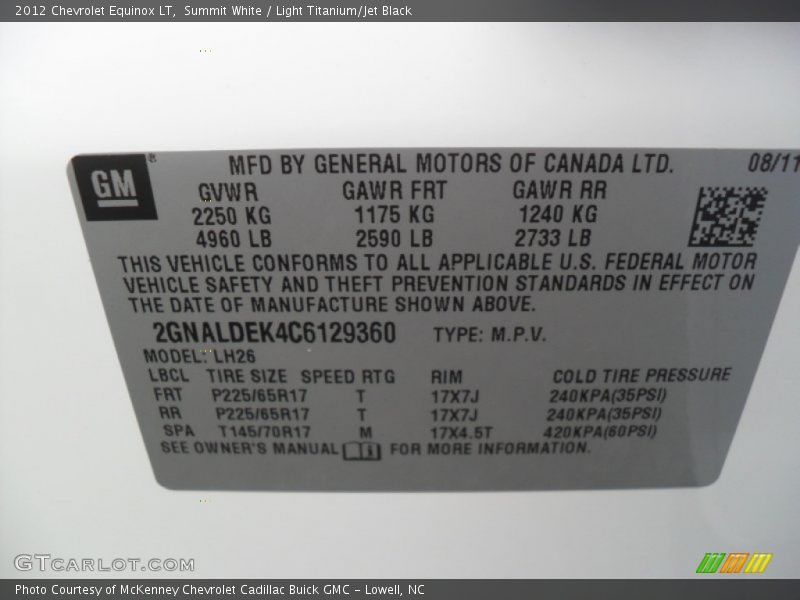 2012 Chevrolet Equinox LT,  Summit White / Light Titanium/Jet Black
GM
®
MFD BY GENERAL MOTORS OF CANADA LTD.
08/11
GVWR GAWR FRT GAWR RR
2250 KG 1175 KG 1240 KG
4960 LB 2590 LB 2733 LB
THIS VEHICLE CONFORMS TO ALL APPLICABLE U.S. FEDERAL MOTOR
VEHICLE SAFETY AND THEFT PREVENTION STANDARDS IN EFFECT ON
THE DATE OF MANUFACTURE SHOWN ABOVE.
2GNALDEK4C6129360 TYPE: M.P.V.
MODEL: LH26
LBCL TIRE SIZE SPEED RTG RIM COLD TIRE PRESSURE
FRT P225/65R17 T 17X7J 240KPA(35PSI)
RR P225/65R17 T 17X7J 240KPA(35PSI)
SPA T145/70R17 M 17X4.5T 420KPA(60PSI)
SEE OWNER'S MANUAL FOR MORE INFORMATION.
GTCARLOT.COM
Photo Courtesy of McKenney Chevrolet Cadillac Buick GMC – Lowell, NC